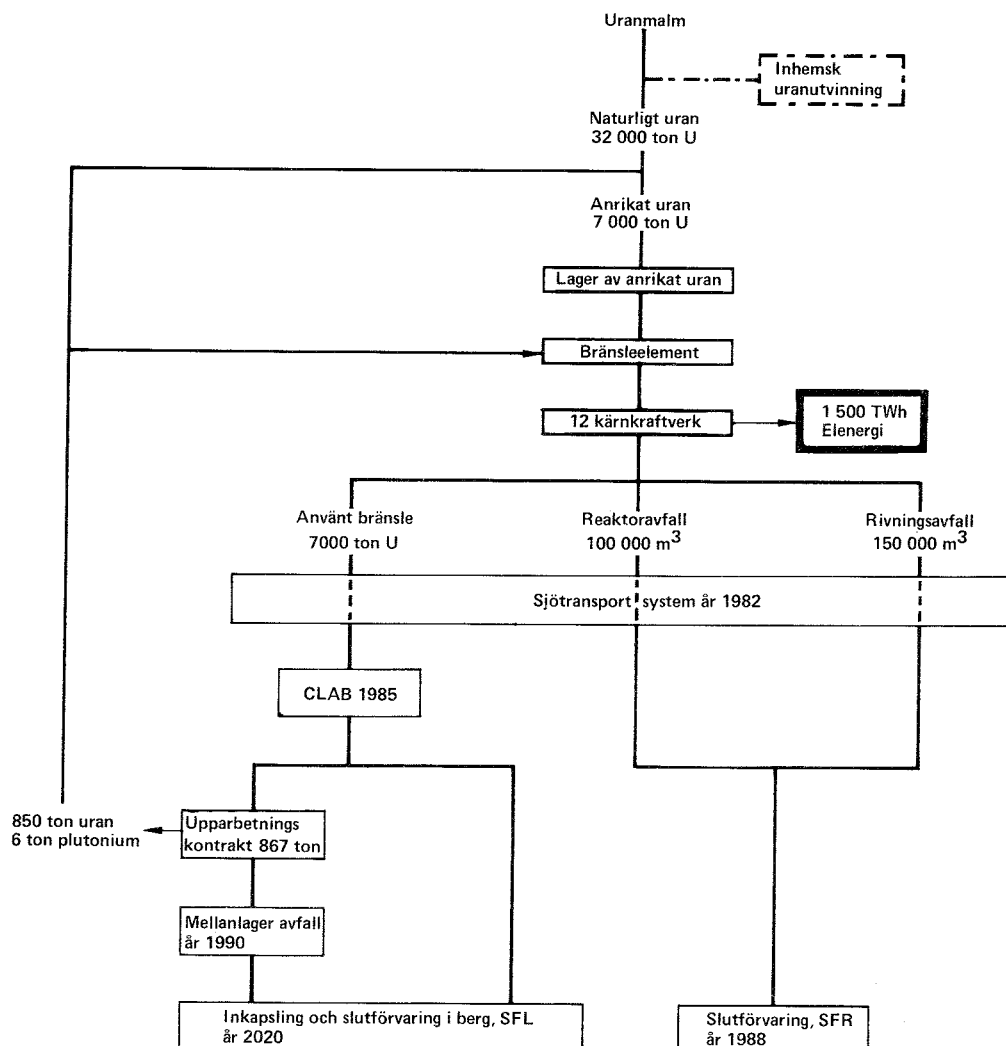 Uranmalm
Inhemsk
uranutvinning
Naturligt uran
32 000 ton U
Anrikat uran
7 000 ton U
Lager av anrikat uran
Bränsleelement
12 kärnkraftverk
1 500 TWh
Elenergi
Använt bränsle
7000 ton U
Reaktoravfall
100 000 m³
Rivningsavfall
150 000 m³
Sjötransport system år 1982
CLAB 1985
850 ton uran
6 ton plutonium
Upparbetnings
kontrakt 867 ton
Mellanlager avfall
år 1990
Inkapsling och slutförvaring i berg, SFL
år 2020
Slutförvaring, SFR
år 1988